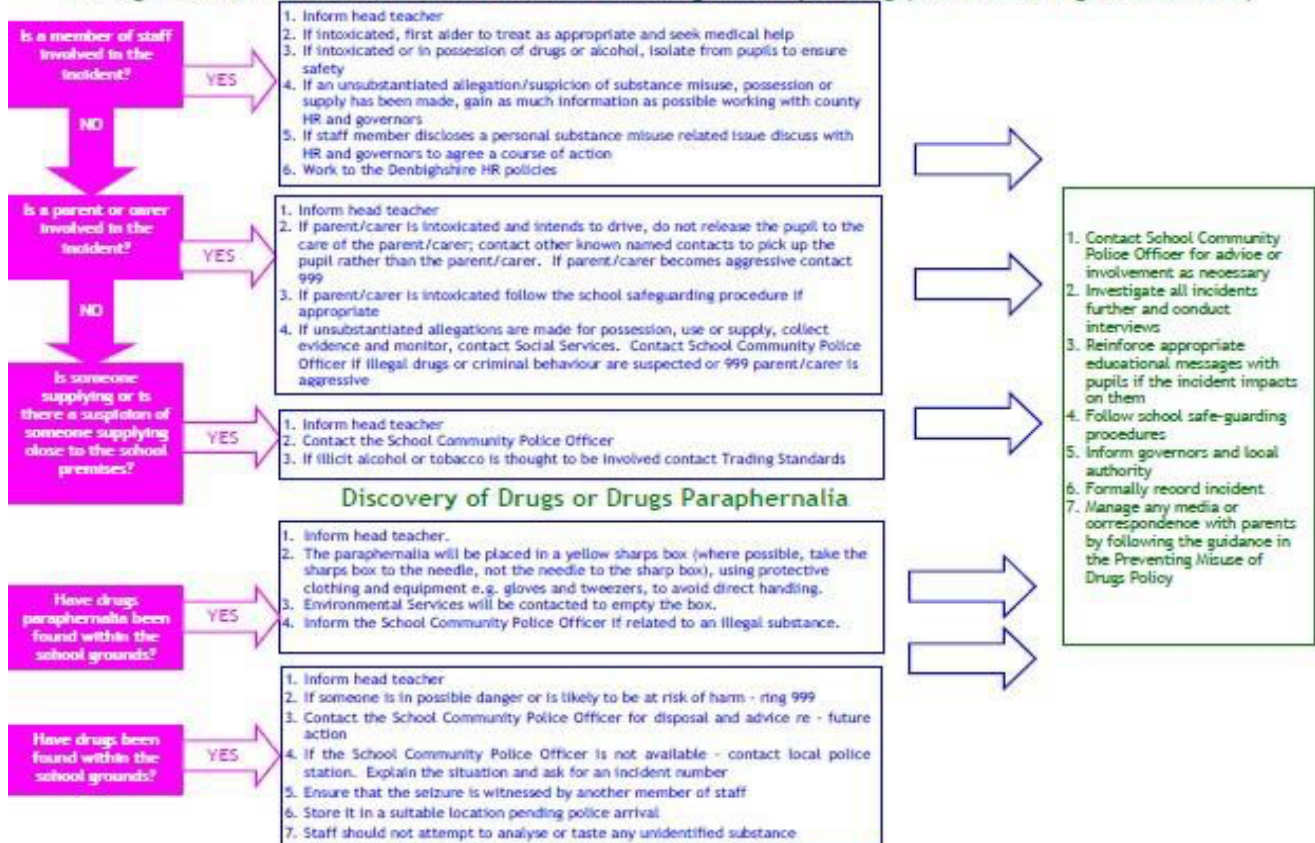 Is a member of staff
involved in the
incident?
YES
1. Inform head teacher
2. If intoxicated, first aider to treat as appropriate and seek medical help
3. If intoxicated or in possession of drugs or alcohol, isolate from pupils to ensure
safety
4. If an unsubstantiated allegation/suspicion of substance misuse, possession or
supply has been made, gain as much information as possible working with county
HR and governors
5. If staff member discloses a personal substance misuse related issue discuss with
HR and governors to agree a course of action
6. Work to the Denbighshire HR policies
NO
Is a parent or carer
involved in the
incident?
YES
1. Inform head teacher
2. If parent/carer is intoxicated and intends to drive, do not release the pupil to the
care of the parent/carer; contact other known named contacts to pick up the
pupil rather than the parent/carer. If parent/carer becomes aggressive contact
999
3. If parent/carer is intoxicated follow the school safeguarding procedure if
appropriate
4. If unsubstantiated allegations are made for possession, use or supply, collect
evidence and monitor, contact Social Services. Contact School Community Police
Officer if illegal drugs or criminal behaviour are suspected or 999 parent/carer is
aggressive
NO
Is someone
supplying or is
there a suspicion of
someone supplying
close to the school
premises?
YES
1. Inform head teacher
2. Contact the School Community Police Officer
3. If illicit alcohol or tobacco is thought to be involved contact Trading Standards
Discovery of Drugs or Drugs Paraphernalia
Have drugs
paraphernalia been
found within the
school grounds?
YES
1. Inform head teacher.
2. The paraphernalia will be placed in a yellow sharps box (where possible, take the
sharps box to the needle, not the needle to the sharp box), using protective
clothing and equipment e.g. gloves and tweezers, to avoid direct handling.
3. Environmental Services will be contacted to empty the box.
4. Inform the School Community Police Officer if related to an illegal substance.
Have drugs been
found within the
school grounds?
YES
1. Inform head teacher
2. If someone is in possible danger or is likely to be at risk of harm - ring 999
3. Contact the School Community Police Officer for disposal and advice re - future
action
4. If the School Community Police Officer is not available - contact local police
station. Explain the situation and ask for an incident number
5. Ensure that the seizure is witnessed by another member of staff
6. Store it in a suitable location pending police arrival
7. Staff should not attempt to analyse or taste any unidentified substance
1. Contact School Community
Police Officer for advice or
involvement as necessary
2. Investigate all incidents
further and conduct
interviews
3. Reinforce appropriate
educational messages with
pupils if the incident impacts
on them
4. Follow school safe-guarding
procedures
5. Inform governors and local
authority
6. Formally record incident
7. Manage any media or
correspondence with parents
by following the guidance in
the Preventing Misuse of
Drugs Policy